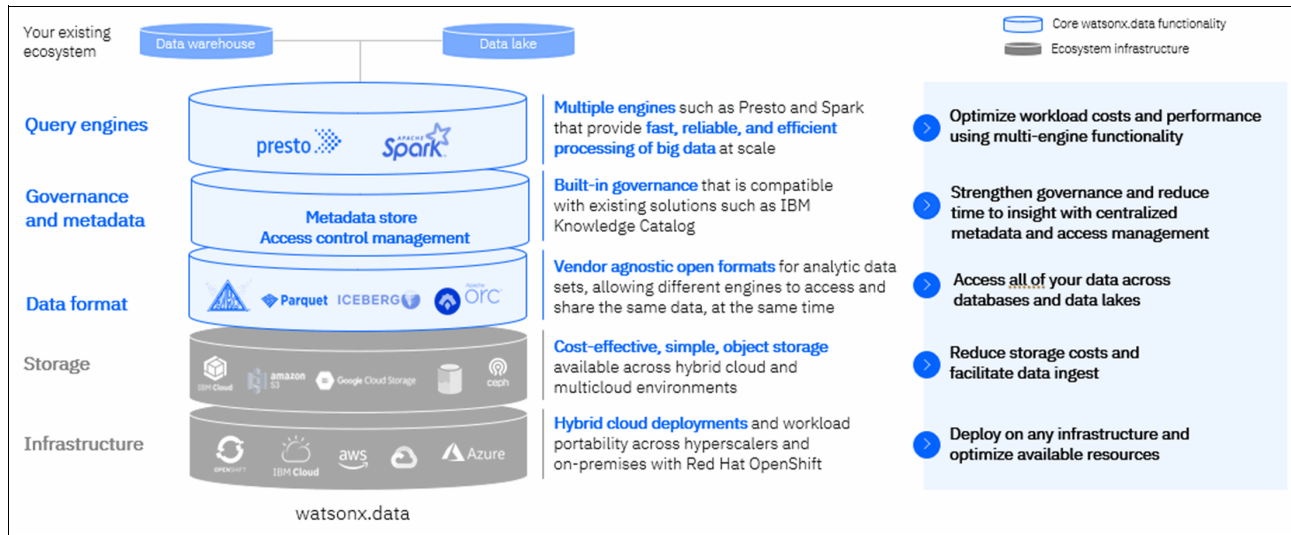 Your existing
ecosystem
Data warehouse
Data lake
Core watsonx.data functionality
Ecosystem infrastructure
Query engines
presto
APACHE
Spark
Multiple engines such as Presto and Spark
that provide fast, reliable, and efficient
processing of big data at scale
Optimize workload costs and performance
using multi-engine functionality
Governance
and metadata
Metadata store
Access control management
Built-in governance that is compatible
with existing solutions such as IBM
Knowledge Catalog
Strengthen governance and reduce
time to insight with centralized
metadata and access management
Data format
Parquet
ICEBERG
Apache
orc
Vendor agnostic open formats for analytic data
sets, allowing different engines to access and
share the same data, at the same time
Access all of your data across
databases and data lakes
Storage
IBM Cloud
amazon
S3
Google Cloud Storage
ceph
Cost-effective, simple, object storage
available across hybrid cloud and
multicloud environments
Reduce storage costs and
facilitate data ingest
Infrastructure
OPENSHIFT
IBM Cloud
aws
Azure
Hybrid cloud deployments and workload
portability across hyperscalers and
on-premises with Red Hat OpenShift
Deploy on any infrastructure and
optimize available resources
watsonx.data